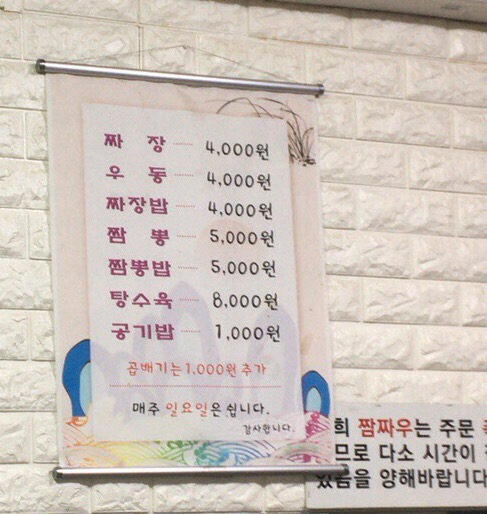 짜 장 4,000원
우 동 4,000원
짜장밥 4,000원
짬 뽕 5,000원
짬뽕밥 5,000원
탕수육 8,000원
공기밥 1,000원
곱배기는 1,000원 추가
매주 일요일은 쉽니다.
감사합니다.
희 짬짜우는 주문
므로 다소 시간이
있음을 양해바랍니다